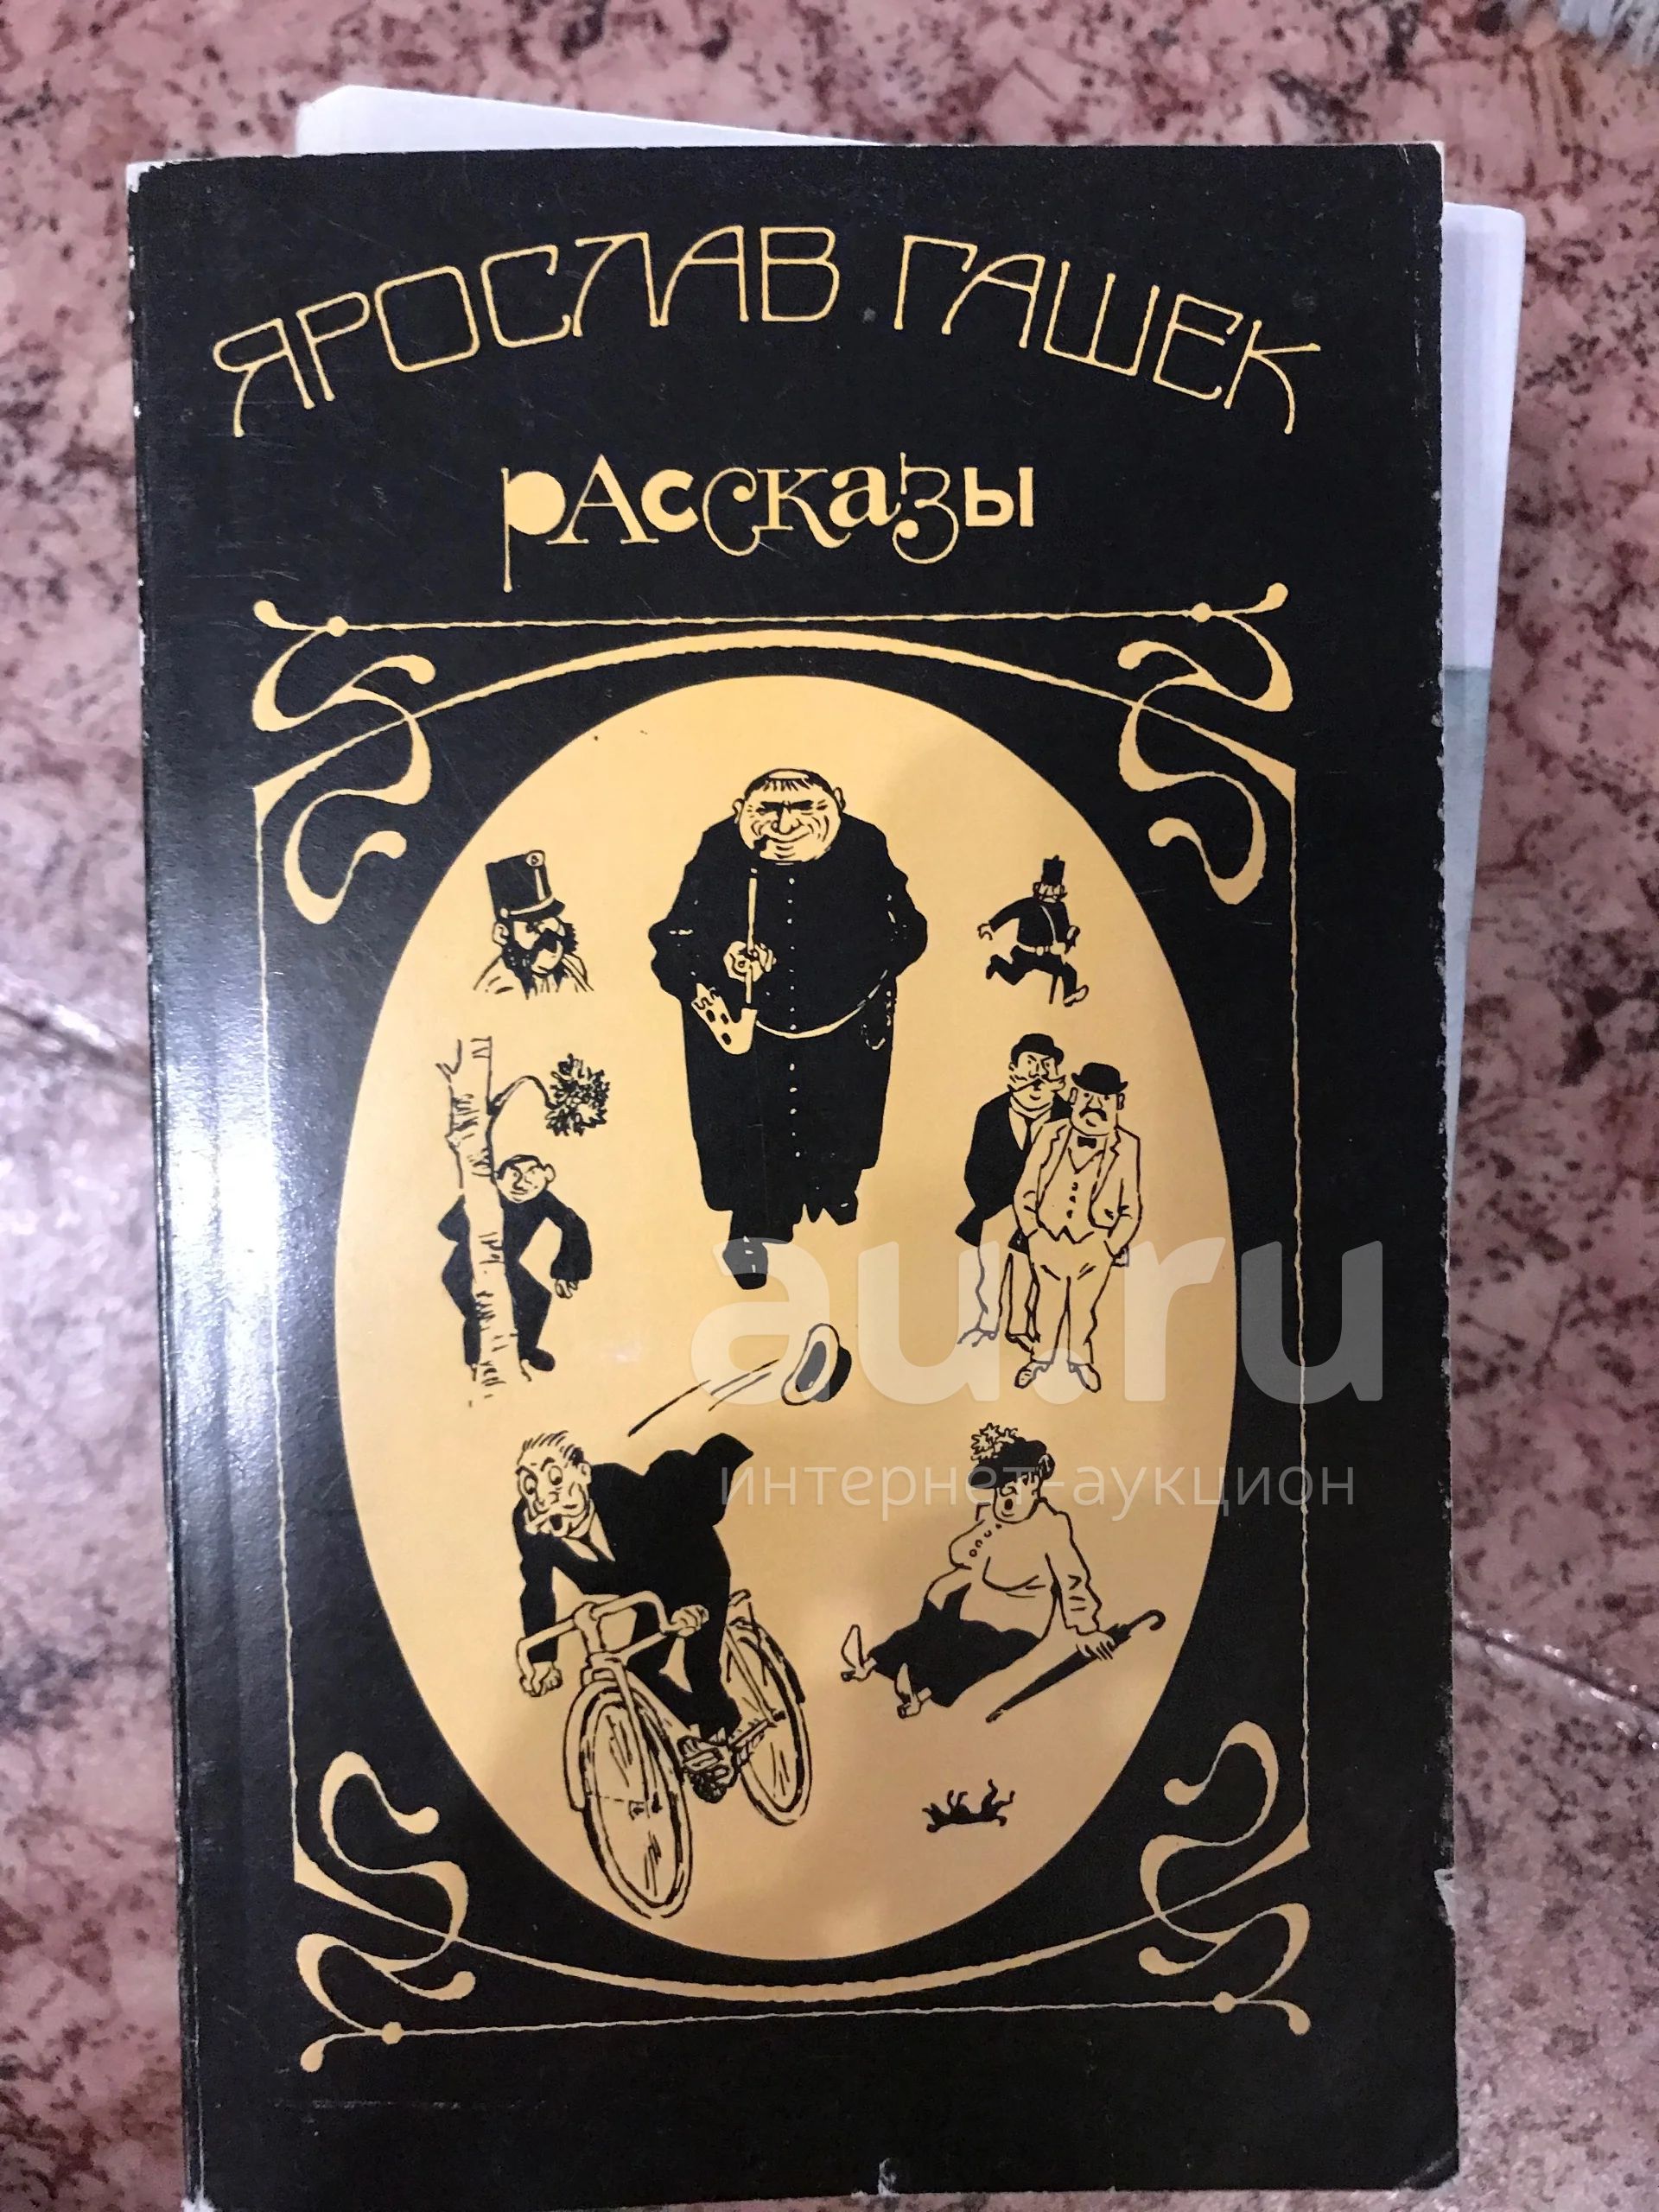 ЯРОСЛАВ ГАШЕК
рАссказы
au.ru
интернет-аукцион